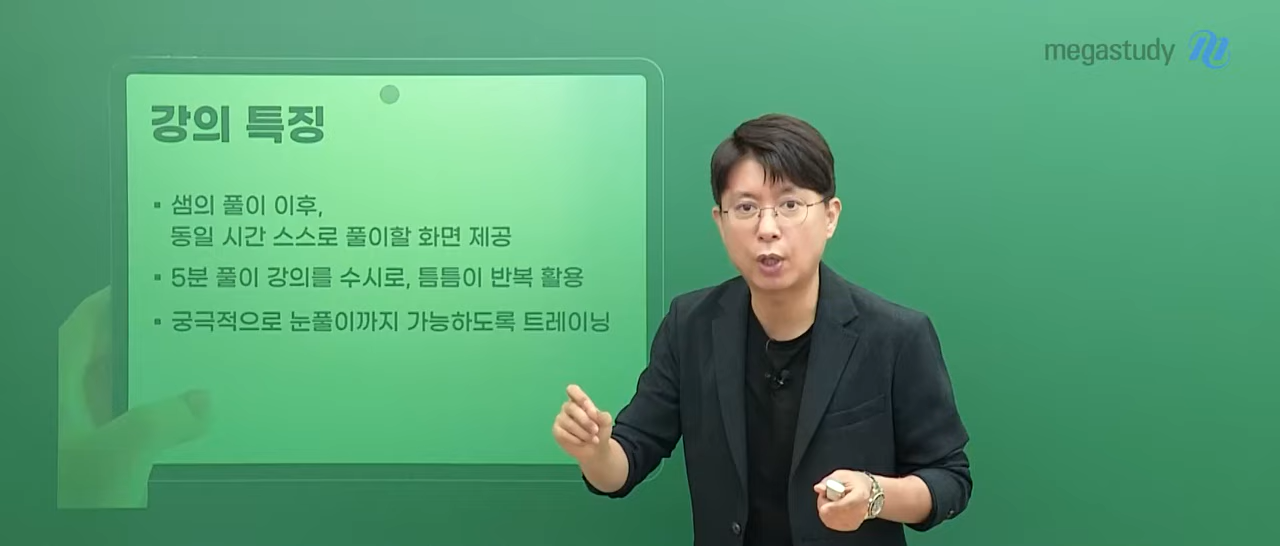 megastudy
강의 특징
▪ 샘의 풀이 이후,
동일 시간 스스로 풀이할 화면 제공
▪ 5분 풀이 강의를 수시로, 틈틈이 반복 활용
▪ 궁극적으로 눈풀이까지 가능하도록 트레이닝